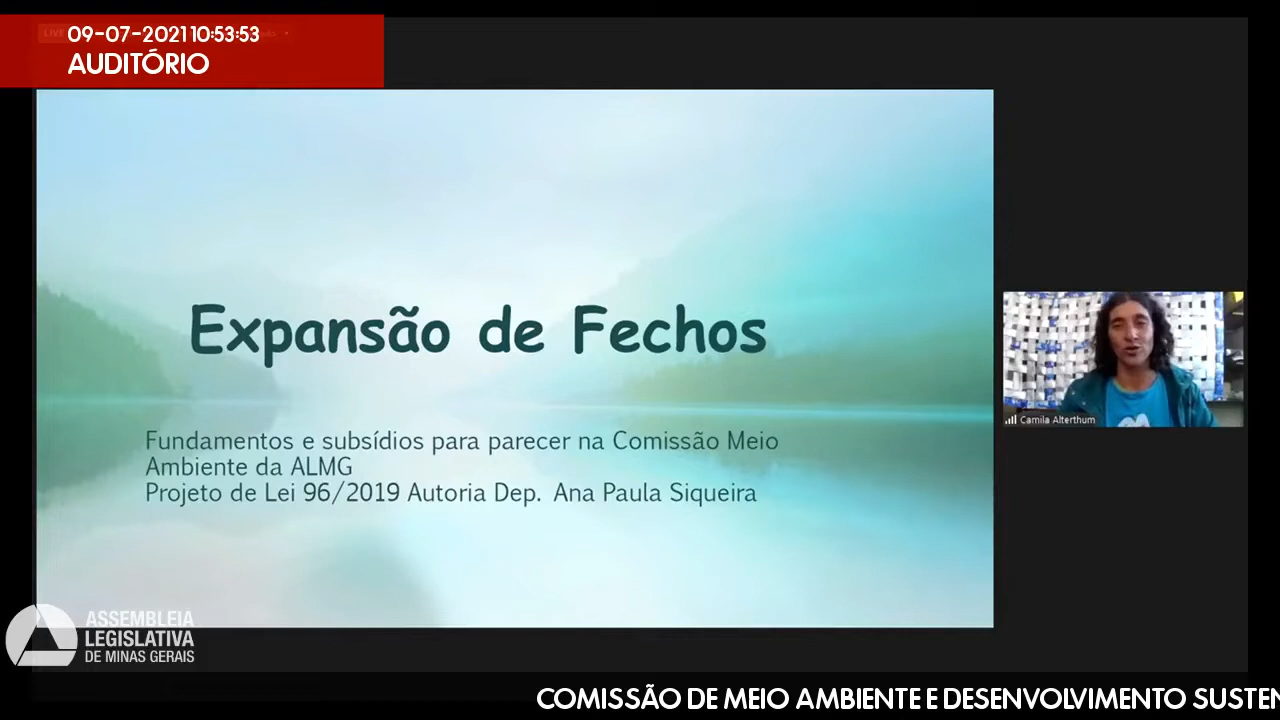 LIVE
09-07-2021 10:53:53
AUDITÓRIO
Expansão de Fechos
Fundamentos e subsídios para parecer na Comissão Meio
Ambiente da ALMG
Projeto de Lei 96/2019 Autoria Dep. Ana Paula Siqueira
Camila Alterthum
ASSEMBLEIA
LEGISLATIVA
DE MINAS GERAIS
COMISSÃO DE MEIO AMBIENTE E DESENVOLVIMENTO SUSTEN